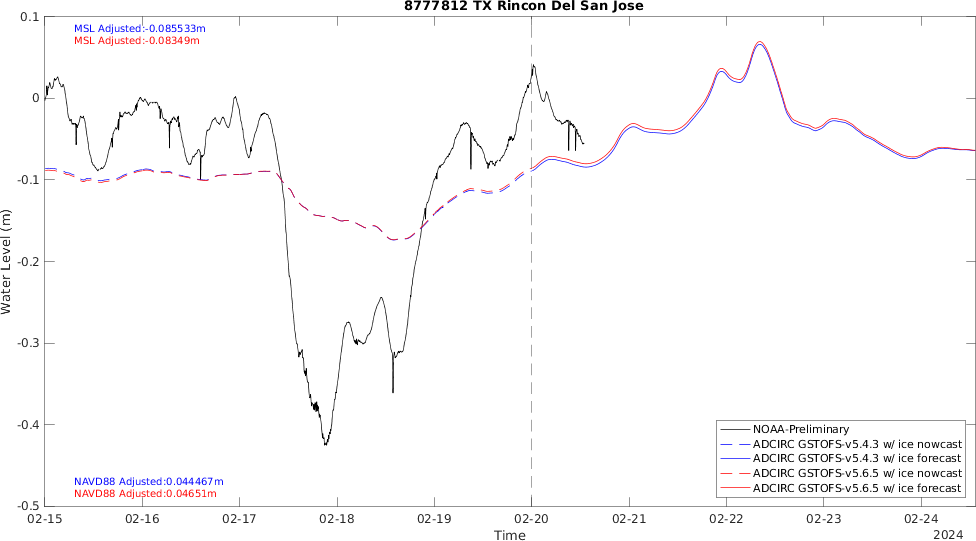 8777812 TX Rincon Del San Jose
MSL Adjusted:-0.085533m
MSL Adjusted:-0.08349m
0.1
0
-0.1
-0.2
-0.3
-0.4
-0.5
Water Level (m)
NOAA-Preliminary
ADCIRC GSTOFS-v5.4.3 w/ ice nowcast
ADCIRC GSTOFS-v5.4.3 w/ ice forecast
ADCIRC GSTOFS-v5.6.5 w/ ice nowcast
ADCIRC GSTOFS-v5.6.5 w/ ice forecast
NAVD88 Adjusted:0.044467m
NAVD88 Adjusted:0.04651m
02-15 02-16 02-17 02-18 02-19 02-20 02-21 02-22 02-23 02-24
Time
2024